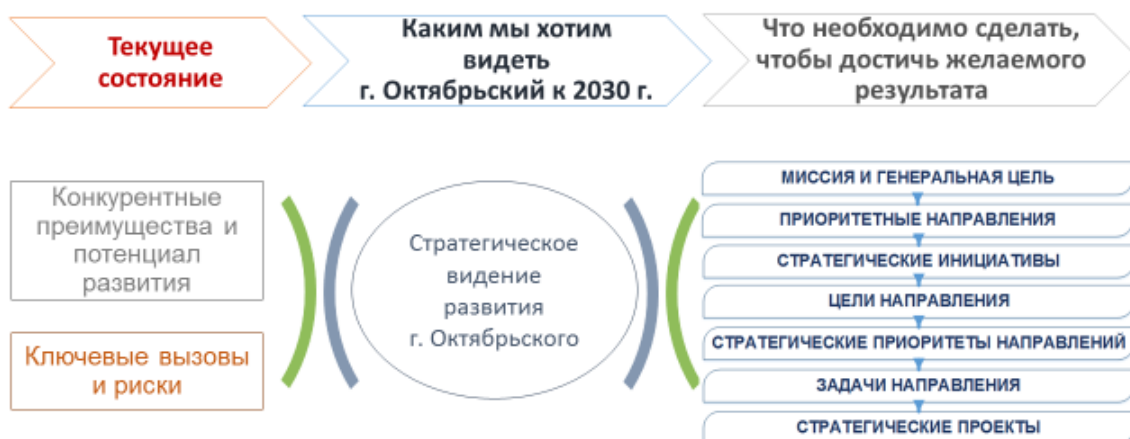 Текущее
состояние
Каким мы хотим
видеть
г. Октябрьский к 2030 г.
Что необходимо сделать,
чтобы достичь желаемого
результата
Конкурентные
преимущества и
потенциал
развития
Ключевые вызовы
и риски
Стратегическое
видение
развития
г. Октябрьского
МИССИЯ И ГЕНЕРАЛЬНАЯ ЦЕЛЬ
ПРИОРИТЕТНЫЕ НАПРАВЛЕНИЯ
СТРАТЕГИЧЕСКИЕ ИНИЦИАТИВЫ
ЦЕЛИ НАПРАВЛЕНИЯ
СТРАТЕГИЧЕСКИЕ ПРИОРИТЕТЫ НАПРАВЛЕНИЙ
ЗАДАЧИ НАПРАВЛЕНИЯ
СТРАТЕГИЧЕСКИЕ ПРОЕКТЫ